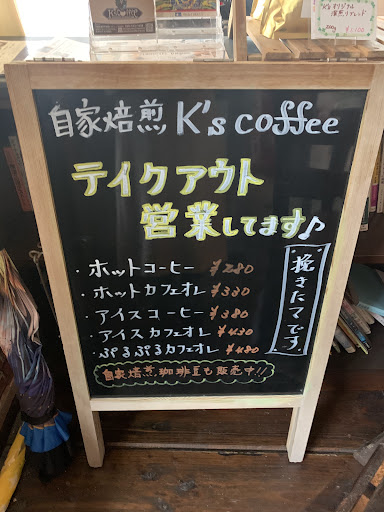 自家焙煎 K's coffee
テイクアウト
営業してます♪
・ホットコーヒー ¥280
・ホットカフェオレ ¥330
・アイスコーヒー ¥380
・アイスカフェオレ ¥430
・ぷるぷるカフェオレ ¥480
挽きたてです。
自家焙煎珈琲豆も販売中!!